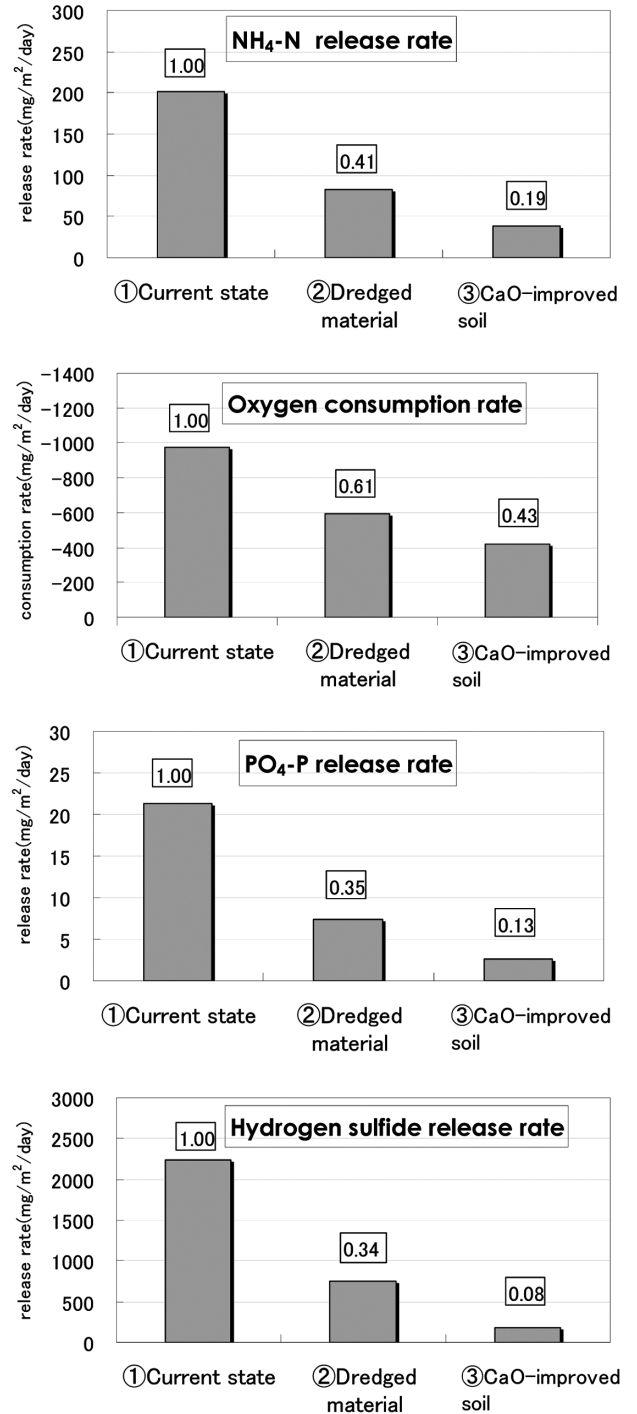 NH₄-N release rate
release rate(mg/m²/day)
300
250
200
150
100
50
0
1.00
0.41
0.19
①Current state
②Dredged
material
③CaO-improved
soil
Oxygen consumption rate
consumption rate(mg/m²/day)
-1400
-1200
-1000
-800
-600
-400
-200
0
1.00
0.61
0.43
①Current state
②Dredged
material
③CaO-improved
soil
PO₄-P release rate
release rate(mg/m²/day)
30
25
20
15
10
5
0
1.00
0.35
0.13
①Current state
②Dredged
material
③CaO-improved
soil
Hydrogen sulfide release rate
release rate(mg/m²/day)
3000
2500
2000
1500
1000
500
0
1.00
0.34
0.08
①Current state
②Dredged
material
③CaO-improved
soil